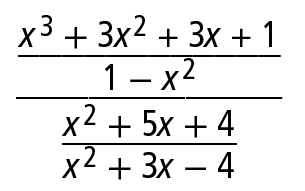 x³ + 3x² + 3x + 1
1 − x²
x² + 5x + 4
x² + 3x − 4